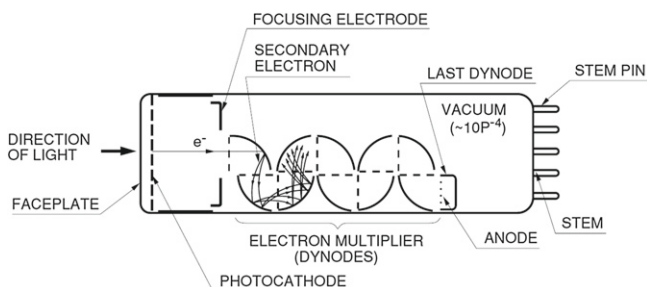 FOCUSING ELECTRODE
SECONDARY
ELECTRON
LAST DYNODE
STEM PIN
VACUUM
(~10P⁻⁴)
DIRECTION
OF LIGHT
e⁻
FACEPLATE
STEM
ELECTRON MULTIPLIER
(DYNODES)
ANODE
PHOTOCATHODE